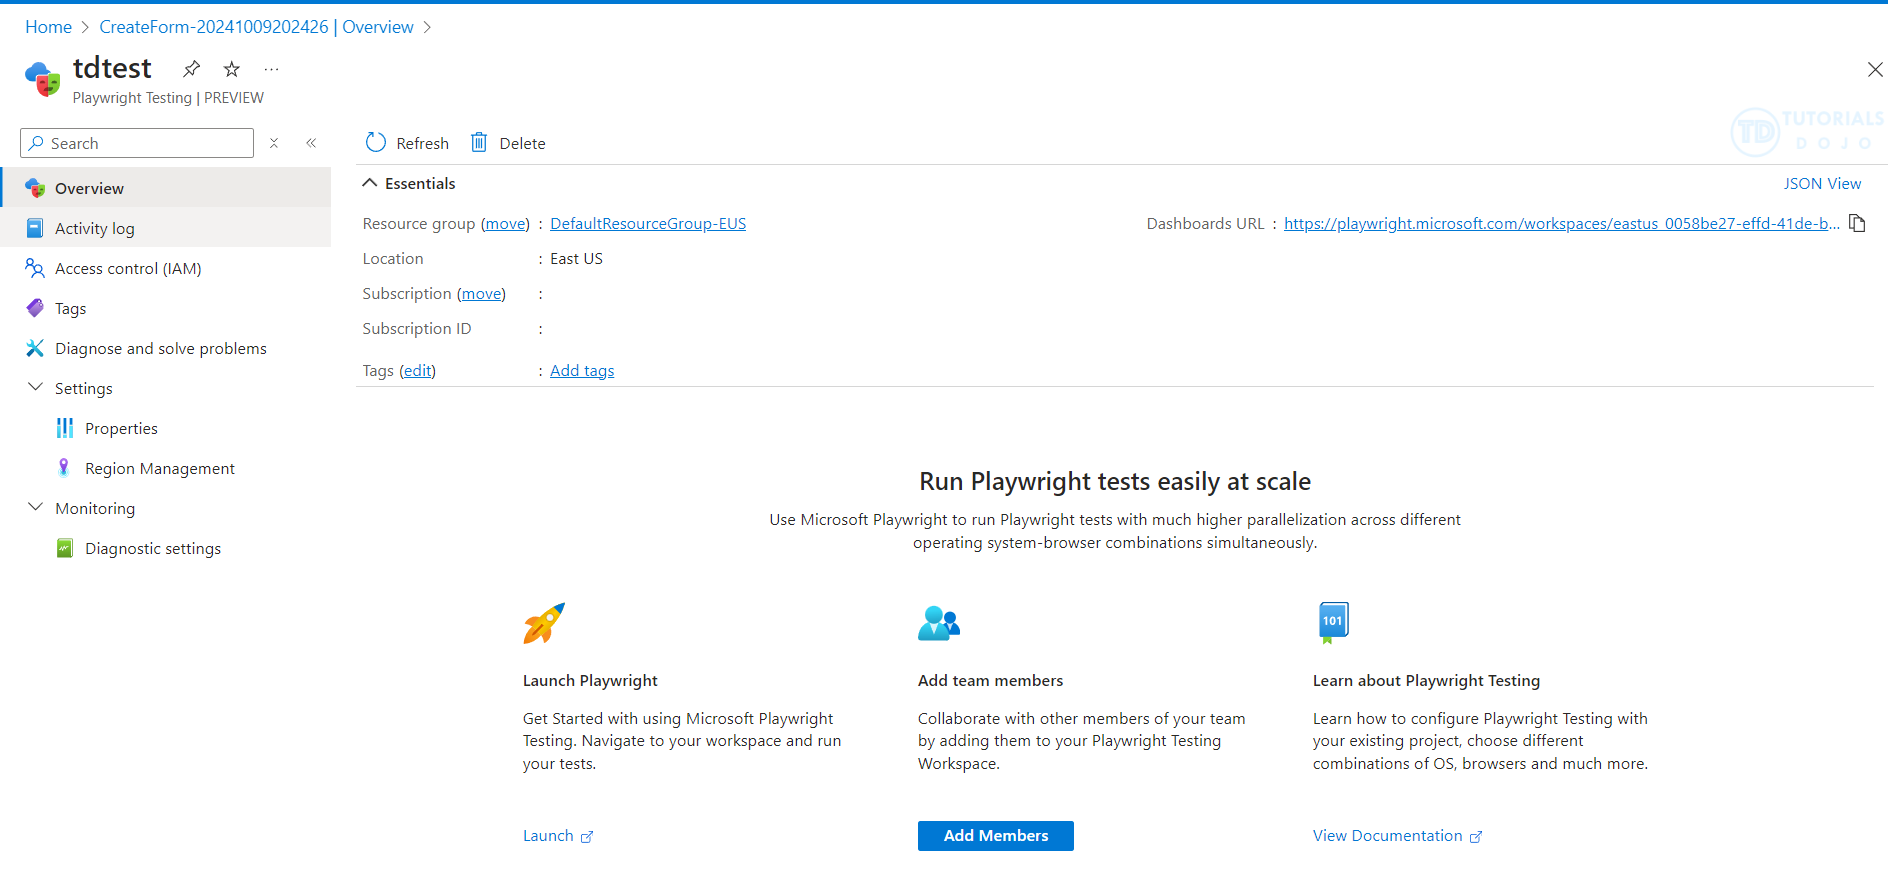 Home > CreateForm-20241009202426 | Overview >
tdtest
Playwright Testing | PREVIEW
TD TUTORIALS
DOJO
Search
Overview
Activity log
Access control (IAM)
Tags
Diagnose and solve problems
Settings
Properties
Region Management
Monitoring
Diagnostic settings
Refresh Delete
Essentials
JSON View
Resource group (move) : DefaultResourceGroup-EUS
Location : East US
Subscription (move) :
Subscription ID :
Tags (edit) : Add tags
Dashboards URL : https://playwright.microsoft.com/workspaces/eastus_0058be27-effd-41de-b...
Run Playwright tests easily at scale
Use Microsoft Playwright to run Playwright tests with much higher parallelization across different
operating system-browser combinations simultaneously.
Launch Playwright
Get Started with using Microsoft Playwright
Testing. Navigate to your workspace and run
your tests.
Launch
Add team members
Collaborate with other members of your team
by adding them to your Playwright Testing
Workspace.
Add Members
101
Learn about Playwright Testing
Learn how to configure Playwright Testing with
your existing project, choose different
combinations of OS, browsers and much more.
View Documentation